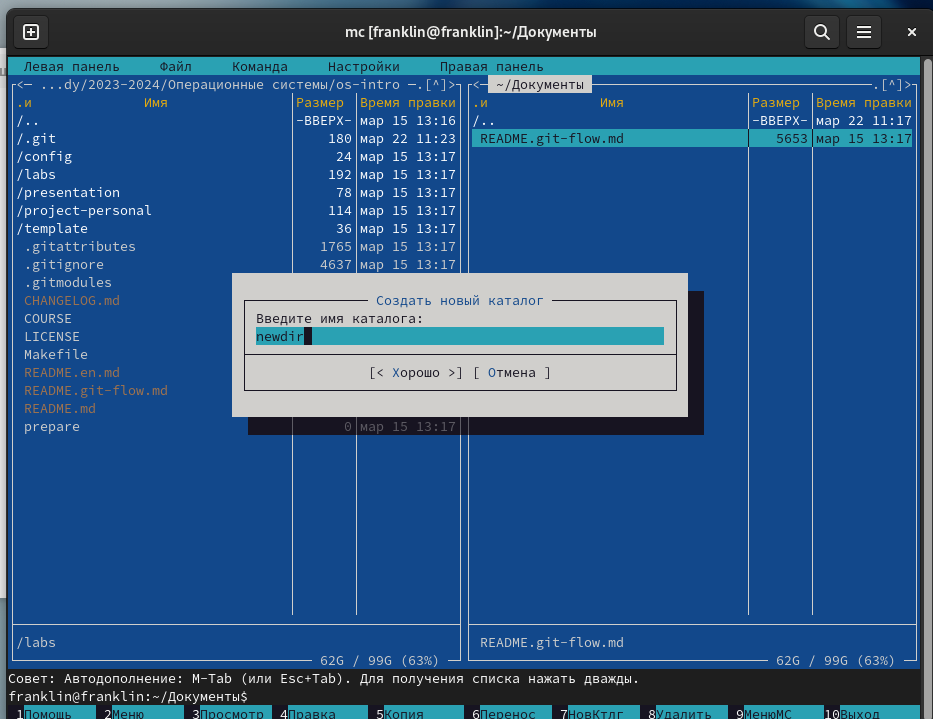 mc [franklin@franklin]:~/Документы
Левая панель Файл Команда Настройки Правая панель
<─ ...dy/2023-2024/Операционные системы/os-intro ─.[^]> <─ ~/Документы .[^]>
.и Имя Размер Время правки .и Имя Размер Время правки
/.. -ВВЕРХ- мар 15 13:16 /.. -ВВЕРХ- мар 22 11:17
/.git 180 мар 22 11:23 README.git-flow.md 5653 мар 15 13:17
/config 24 мар 15 13:17
/labs 192 мар 15 13:17
/presentation 78 мар 15 13:17
/project-personal 114 мар 15 13:17
/template 36 мар 15 13:17
.gitattributes 1765 мар 15 13:17
.gitignore 4637 мар 15 13:17
.gitmodules
CHANGELOG.md
COURSE
LICENSE
Makefile
README.en.md
README.git-flow.md
README.md
prepare 0 мар 15 13:17
Создать новый каталог
Введите имя каталога:
newdir
[< Хорошо >] [ Отмена ]
/labs README.git-flow.md
62G / 99G (63%) 62G / 99G (63%)
Совет: Автодополнение: M-Tab (или Esc+Tab). Для получения списка нажать дважды.
franklin@franklin:~/Документы$
1Помощь 2Меню 3Просмотр 4Правка 5Копия 6Перенос 7НовКтлг 8Удалить 9МенюMC 10Выход